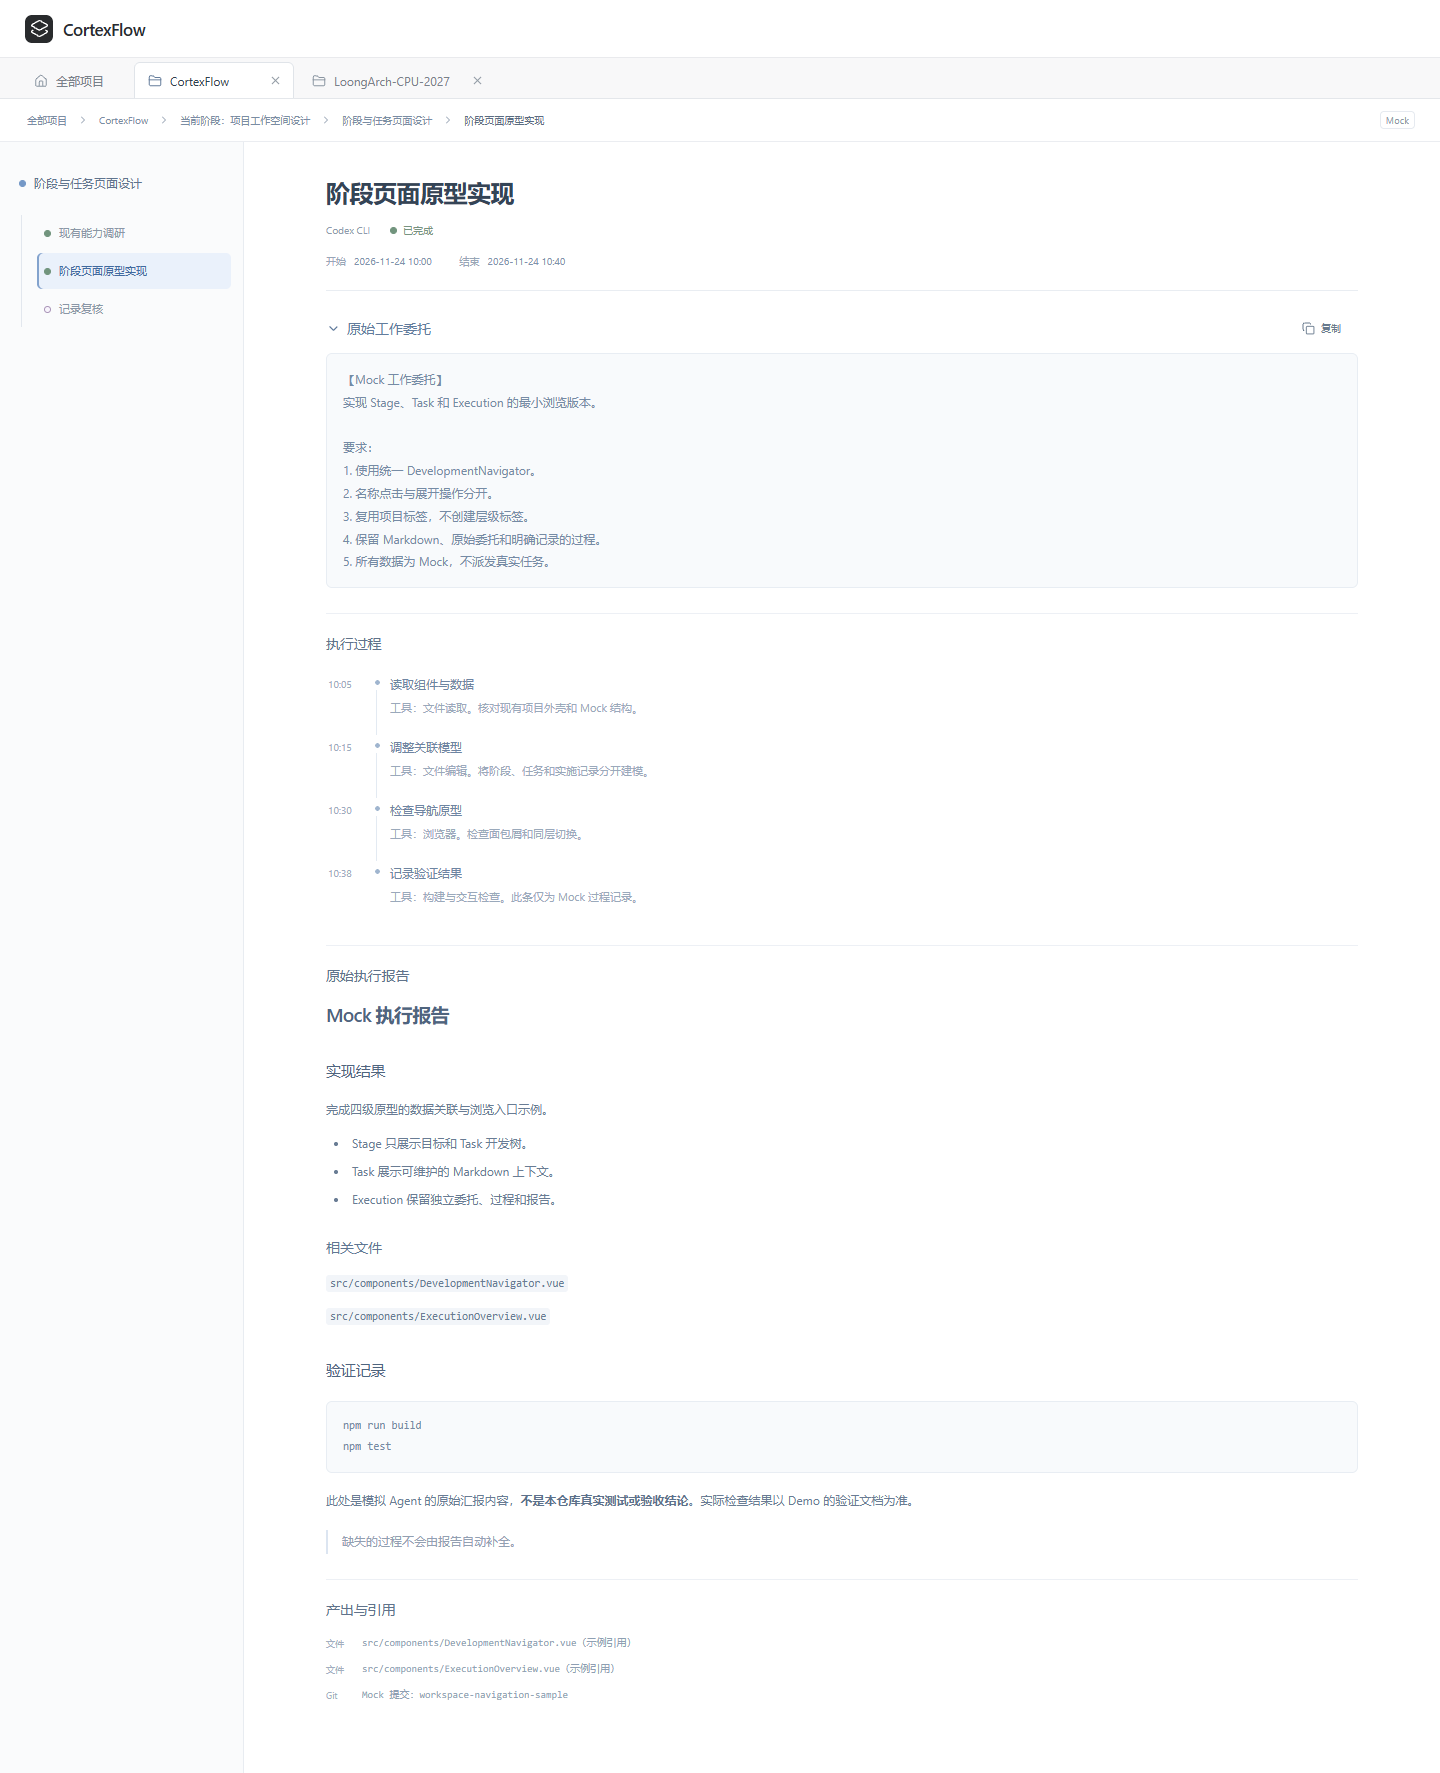 CortexFlow
全部项目
CortexFlow
LoongArch-CPU-2027
全部项目 CortexFlow 当前阶段：项目工作空间设计 阶段与任务页面设计 阶段页面原型实现
Mock
阶段与任务页面设计
现有能力调研
阶段页面原型实现
记录复核
阶段页面原型实现
Codex CLI 已完成
开始 2026-11-24 10:00 结束 2026-11-24 10:40
原始工作委托
复制
【Mock 工作委托】
实现 Stage、Task 和 Execution 的最小浏览版本。
要求：
1. 使用统一 DevelopmentNavigator。
2. 名称点击与展开操作分开。
3. 复用项目标签，不创建层级标签。
4. 保留 Markdown、原始委托和明确记录的过程。
5. 所有数据为 Mock，不派发真实任务。
执行过程
10:05 读取组件与数据
工具：文件读取。核对现有项目外壳和 Mock 结构。
10:15 调整关联模型
工具：文件编辑。将阶段、任务和实施记录分开建模。
10:30 检查导航原型
工具：浏览器。检查面包屑和同层切换。
10:38 记录验证结果
工具：构建与交互检查。此条仅为 Mock 过程记录。
原始执行报告
Mock 执行报告
实现结果
完成四级原型的数据关联与浏览入口示例。
• Stage 只展示目标和 Task 开发树。
• Task 展示可维护的 Markdown 上下文。
• Execution 保留独立委托、过程和报告。
相关文件
src/components/DevelopmentNavigator.vue
src/components/ExecutionOverview.vue
验证记录
npm run build
npm test
此处是模拟 Agent 的原始汇报内容，不是本仓库真实测试或验收结论。实际检查结果以 Demo 的验证文档为准。
缺失的过程不会由报告自动补全。
产出与引用
文件 src/components/DevelopmentNavigator.vue（示例引用）
文件 src/components/ExecutionOverview.vue（示例引用）
Git Mock 提交：workspace-navigation-sample